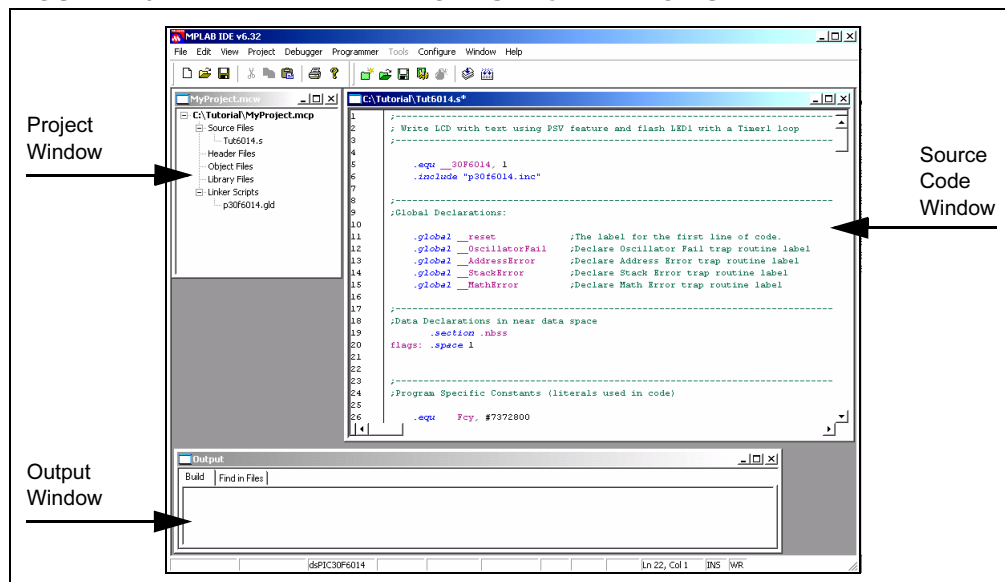 MPLAB IDE v6.32
File Edit View Project Debugger Programmer Tools Configure Window Help
Project
Window
MyProject.mcw
C:\Tutorial\MyProject.mcp
Source Files
Tut6014.s
Header Files
Object Files
Library Files
Linker Scripts
p30f6014.gld
C:\Tutorial\Tut6014.s*
1 ;---------------------------------------------------------------------
2 ; Write LCD with text using PSV feature and flash LED1 with a Timer1 loop
3 ;---------------------------------------------------------------------
4
5 .equ __30F6014, 1
6 .include "p30f6014.inc"
7
8 ;---------------------------------------------------------------------
9 ;Global Declarations:
10
11 .global __reset ;The label for the first line of code.
12 .global __OscillatorFail ;Declare Oscillator Fail trap routine label
13 .global __AddressError ;Declare Address Error trap routine label
14 .global __StackError ;Declare Stack Error trap routine label
15 .global __MathError ;Declare Math Error trap routine label
16
17 ;---------------------------------------------------------------------
18 ;Data Declarations in near data space
19 .section .nbss
20 flags: .space 1
21
22
23 ;---------------------------------------------------------------------
24 ;Program Specific Constants (literals used in code)
25
26 .equ Fcy, #7372800
Source
Code
Window
Output
Window
Output
Build Find in Files
dsPIC30F6014 Ln 22, Col 1 INS WR